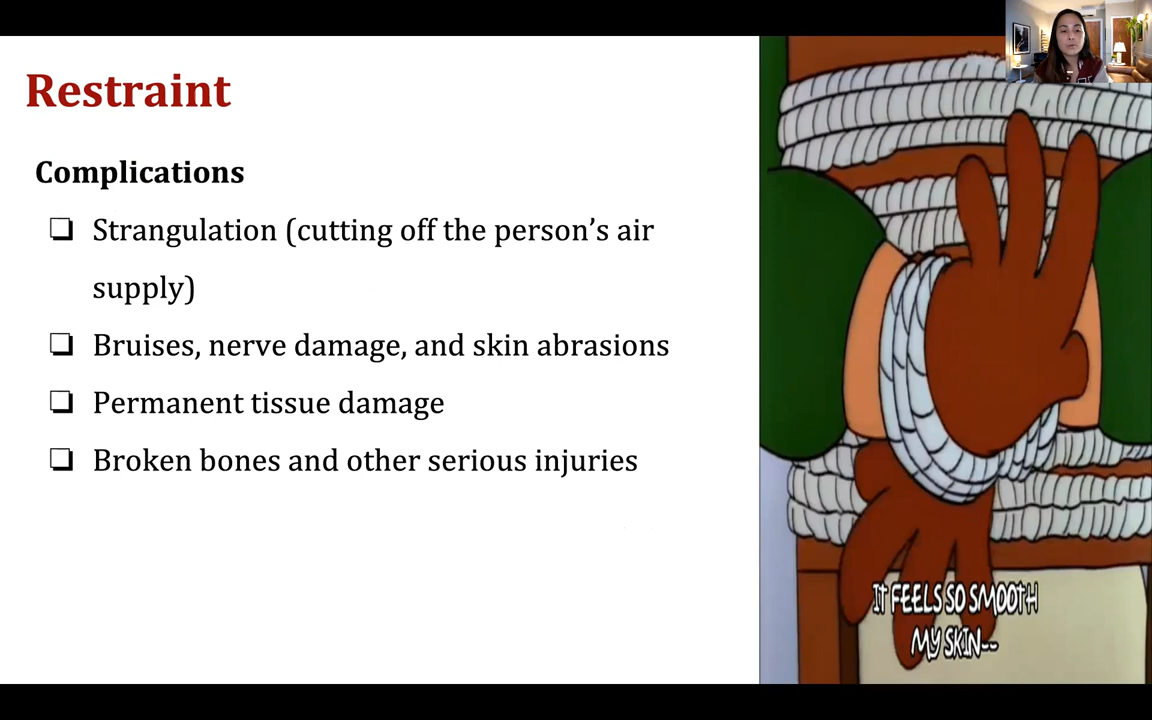 Restraint
Complications
❏ Strangulation (cutting off the person’s air
supply)
❏ Bruises, nerve damage, and skin abrasions
❏ Permanent tissue damage
❏ Broken bones and other serious injuries
IT FEELS SO SMOOTH
MY SKIN--